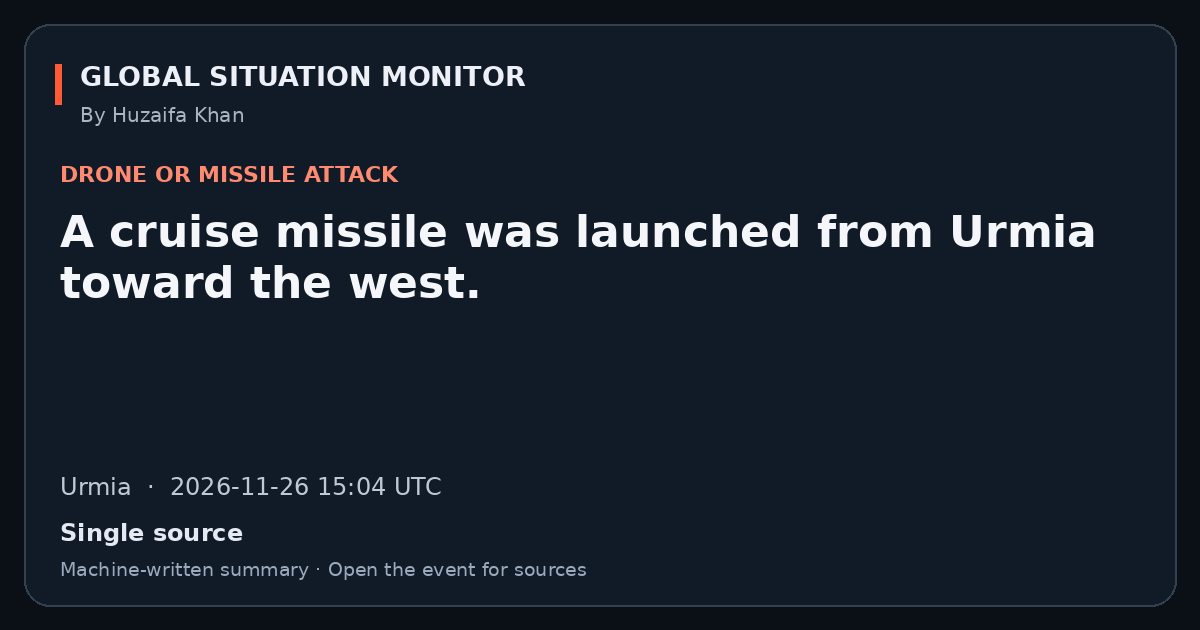 GLOBAL SITUATION MONITOR
By Huzaifa Khan
DRONE OR MISSILE ATTACK
A cruise missile was launched from Urmia
toward the west.
Urmia · 2026-11-26 15:04 UTC
Single source
Machine-written summary · Open the event for sources